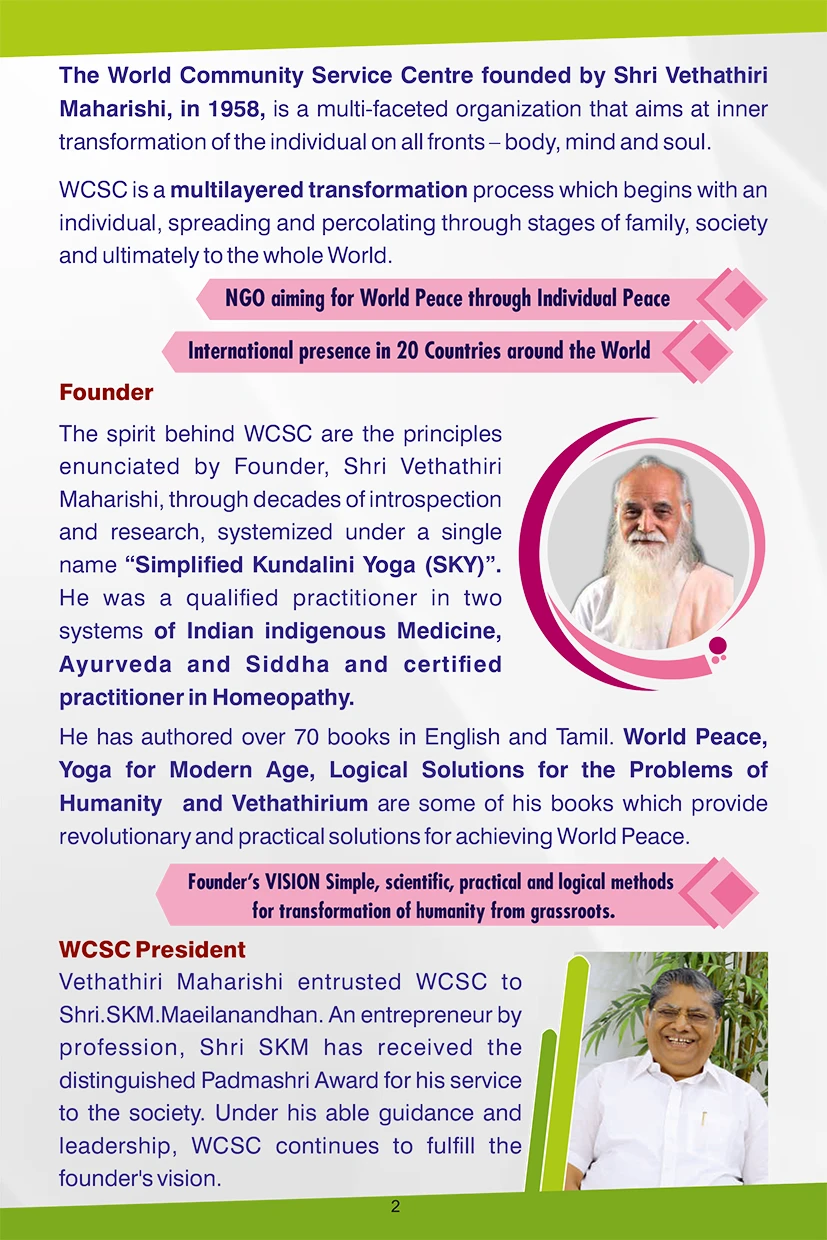 The World Community Service Centre founded by Shri Vethathiri
Maharishi, in 1958, is a multi-faceted organization that aims at inner
transformation of the individual on all fronts – body, mind and soul.
WCSC is a multilayered transformation process which begins with an
individual, spreading and percolating through stages of family, society
and ultimately to the whole World.
NGO aiming for World Peace through Individual Peace
International presence in 20 Countries around the World
Founder
The spirit behind WCSC are the principles
enunciated by Founder, Shri Vethathiri
Maharishi, through decades of introspection
and research, systemized under a single
name “Simplified Kundalini Yoga (SKY)”.
He was a qualified practitioner in two
systems of Indian indigenous Medicine,
Ayurveda and Siddha and certified
practitioner in Homeopathy.
He has authored over 70 books in English and Tamil. World Peace,
Yoga for Modern Age, Logical Solutions for the Problems of
Humanity and Vethathirium are some of his books which provide
revolutionary and practical solutions for achieving World Peace.
Founder’s VISION Simple, scientific, practical and logical methods
for transformation of humanity from grassroots.
WCSC President
Vethathiri Maharishi entrusted WCSC to
Shri.SKM.Maeilanandhan. An entrepreneur by
profession, Shri SKM has received the
distinguished Padmashri Award for his service
to the society. Under his able guidance and
leadership, WCSC continues to fulfill the
founder's vision.
2